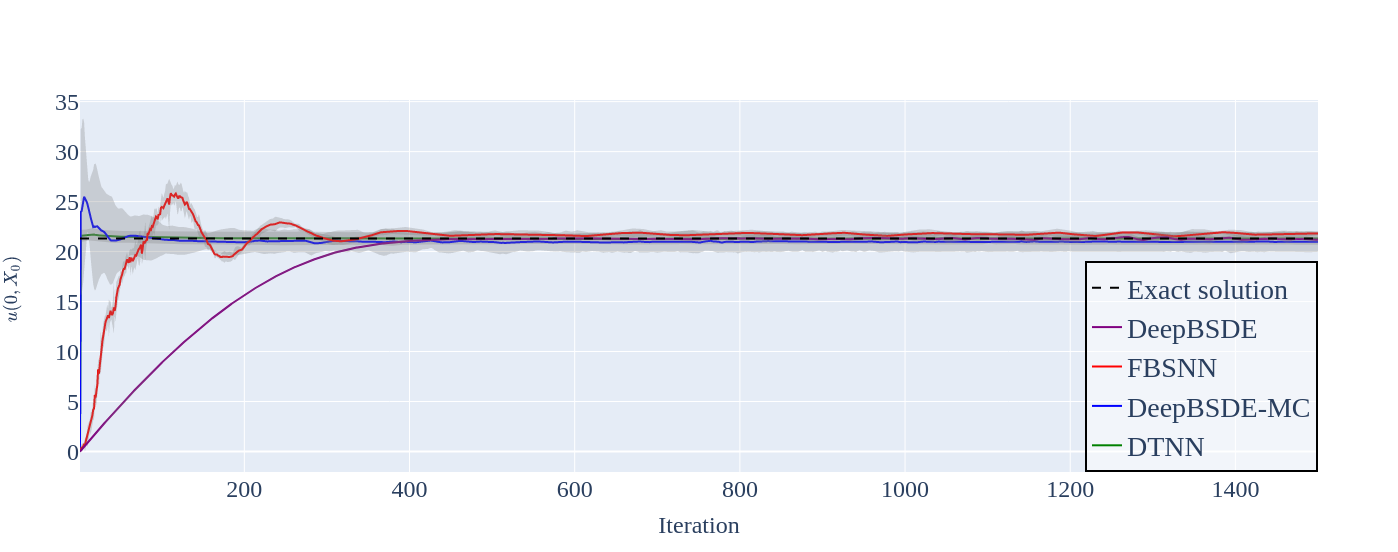 35
30
25
20
15
10
5
0
u(0, X₀)
200 400 600 800 1000 1200 1400
Iteration
Exact solution
DeepBSDE
FBSNN
DeepBSDE-MC
DTNN